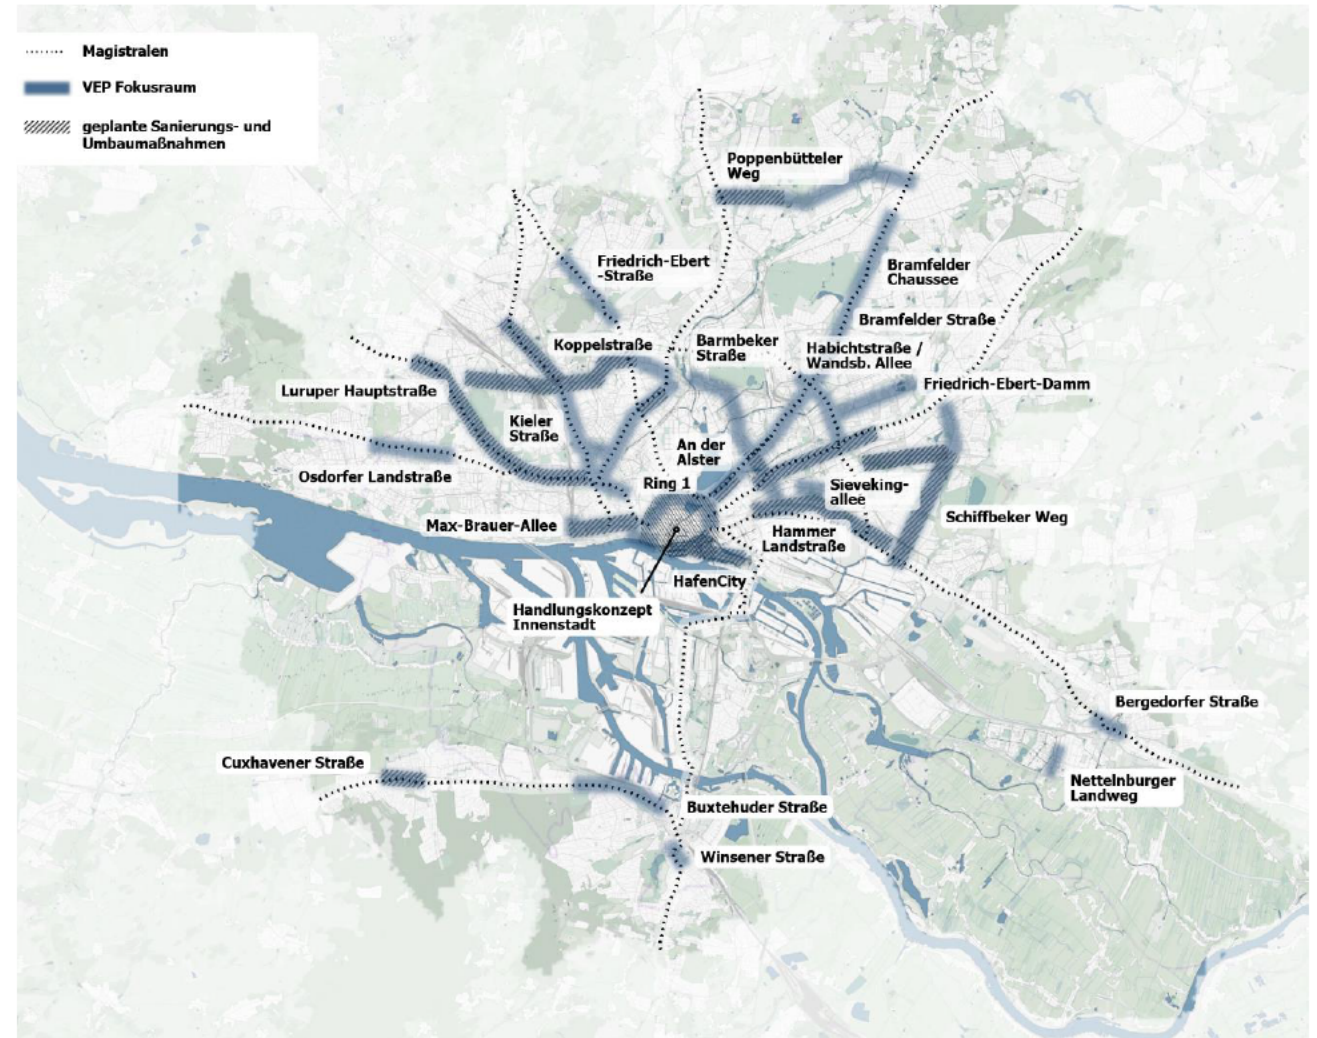 Magistralen
VEP Fokusraum
geplante Sanierungs- und
Umbaumaßnahmen
Poppenbütteler
Weg
Friedrich-Ebert
-Straße
Bramfelder
Chaussee
Bramfelder Straße
Koppelstraße
Barmbeker
Straße
Habichtstraße /
Wandsb. Allee
Friedrich-Ebert-Damm
Luruper Hauptstraße
Kieler
Straße
An der
Alster
Osdorfer Landstraße
Ring 1
Sieveking-
allee
Max-Brauer-Allee
Schiffbeker Weg
Hammer
Landstraße
HafenCity
Handlungskonzept
Innenstadt
Bergedorfer Straße
Cuxhavener Straße
Nettelnburger
Landweg
Buxtehuder Straße
Winsener Straße